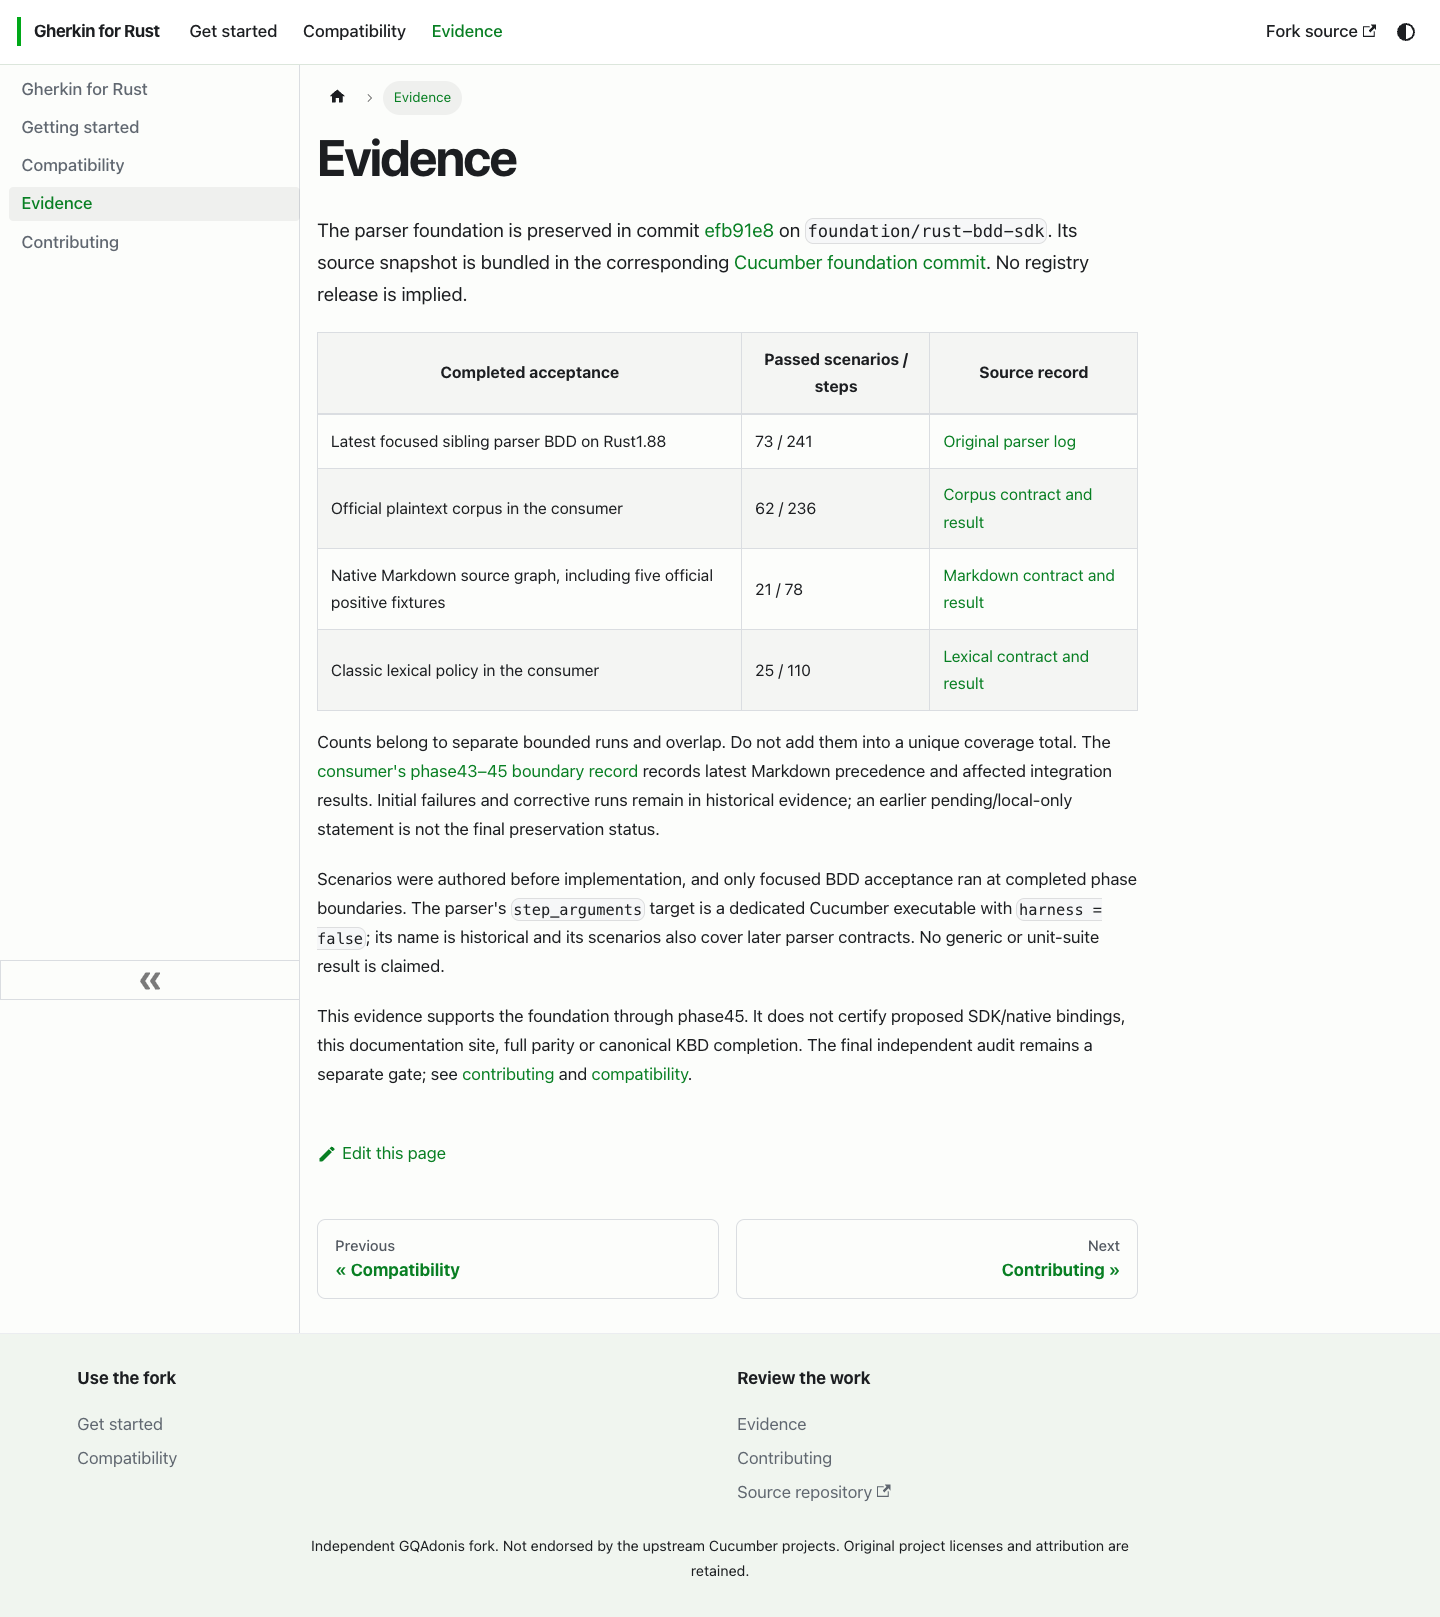 Gherkin for Rust
Get started
Compatibility
Evidence
Fork source
Gherkin for Rust
Getting started
Compatibility
Evidence
Contributing
Evidence
Evidence
The parser foundation is preserved in commit efb91e8 on foundation/rust-bdd-sdk. Its
source snapshot is bundled in the corresponding Cucumber foundation commit. No registry
release is implied.
Completed acceptance
Passed scenarios /
steps
Source record
Latest focused sibling parser BDD on Rust1.88
73 / 241
Original parser log
Official plaintext corpus in the consumer
62 / 236
Corpus contract and
result
Native Markdown source graph, including five official
positive fixtures
21 / 78
Markdown contract and
result
Classic lexical policy in the consumer
25 / 110
Lexical contract and
result
Counts belong to separate bounded runs and overlap. Do not add them into a unique coverage total. The
consumer's phase43–45 boundary record records latest Markdown precedence and affected integration
results. Initial failures and corrective runs remain in historical evidence; an earlier pending/local-only
statement is not the final preservation status.
Scenarios were authored before implementation, and only focused BDD acceptance ran at completed phase
boundaries. The parser's step_arguments target is a dedicated Cucumber executable with harness =
false; its name is historical and its scenarios also cover later parser contracts. No generic or unit-suite
result is claimed.
This evidence supports the foundation through phase45. It does not certify proposed SDK/native bindings,
this documentation site, full parity or canonical KBD completion. The final independent audit remains a
separate gate; see contributing and compatibility.
Edit this page
Previous
« Compatibility
Next
Contributing »
Use the fork
Get started
Compatibility
Review the work
Evidence
Contributing
Source repository
Independent GQAdonis fork. Not endorsed by the upstream Cucumber projects. Original project licenses and attribution are
retained.